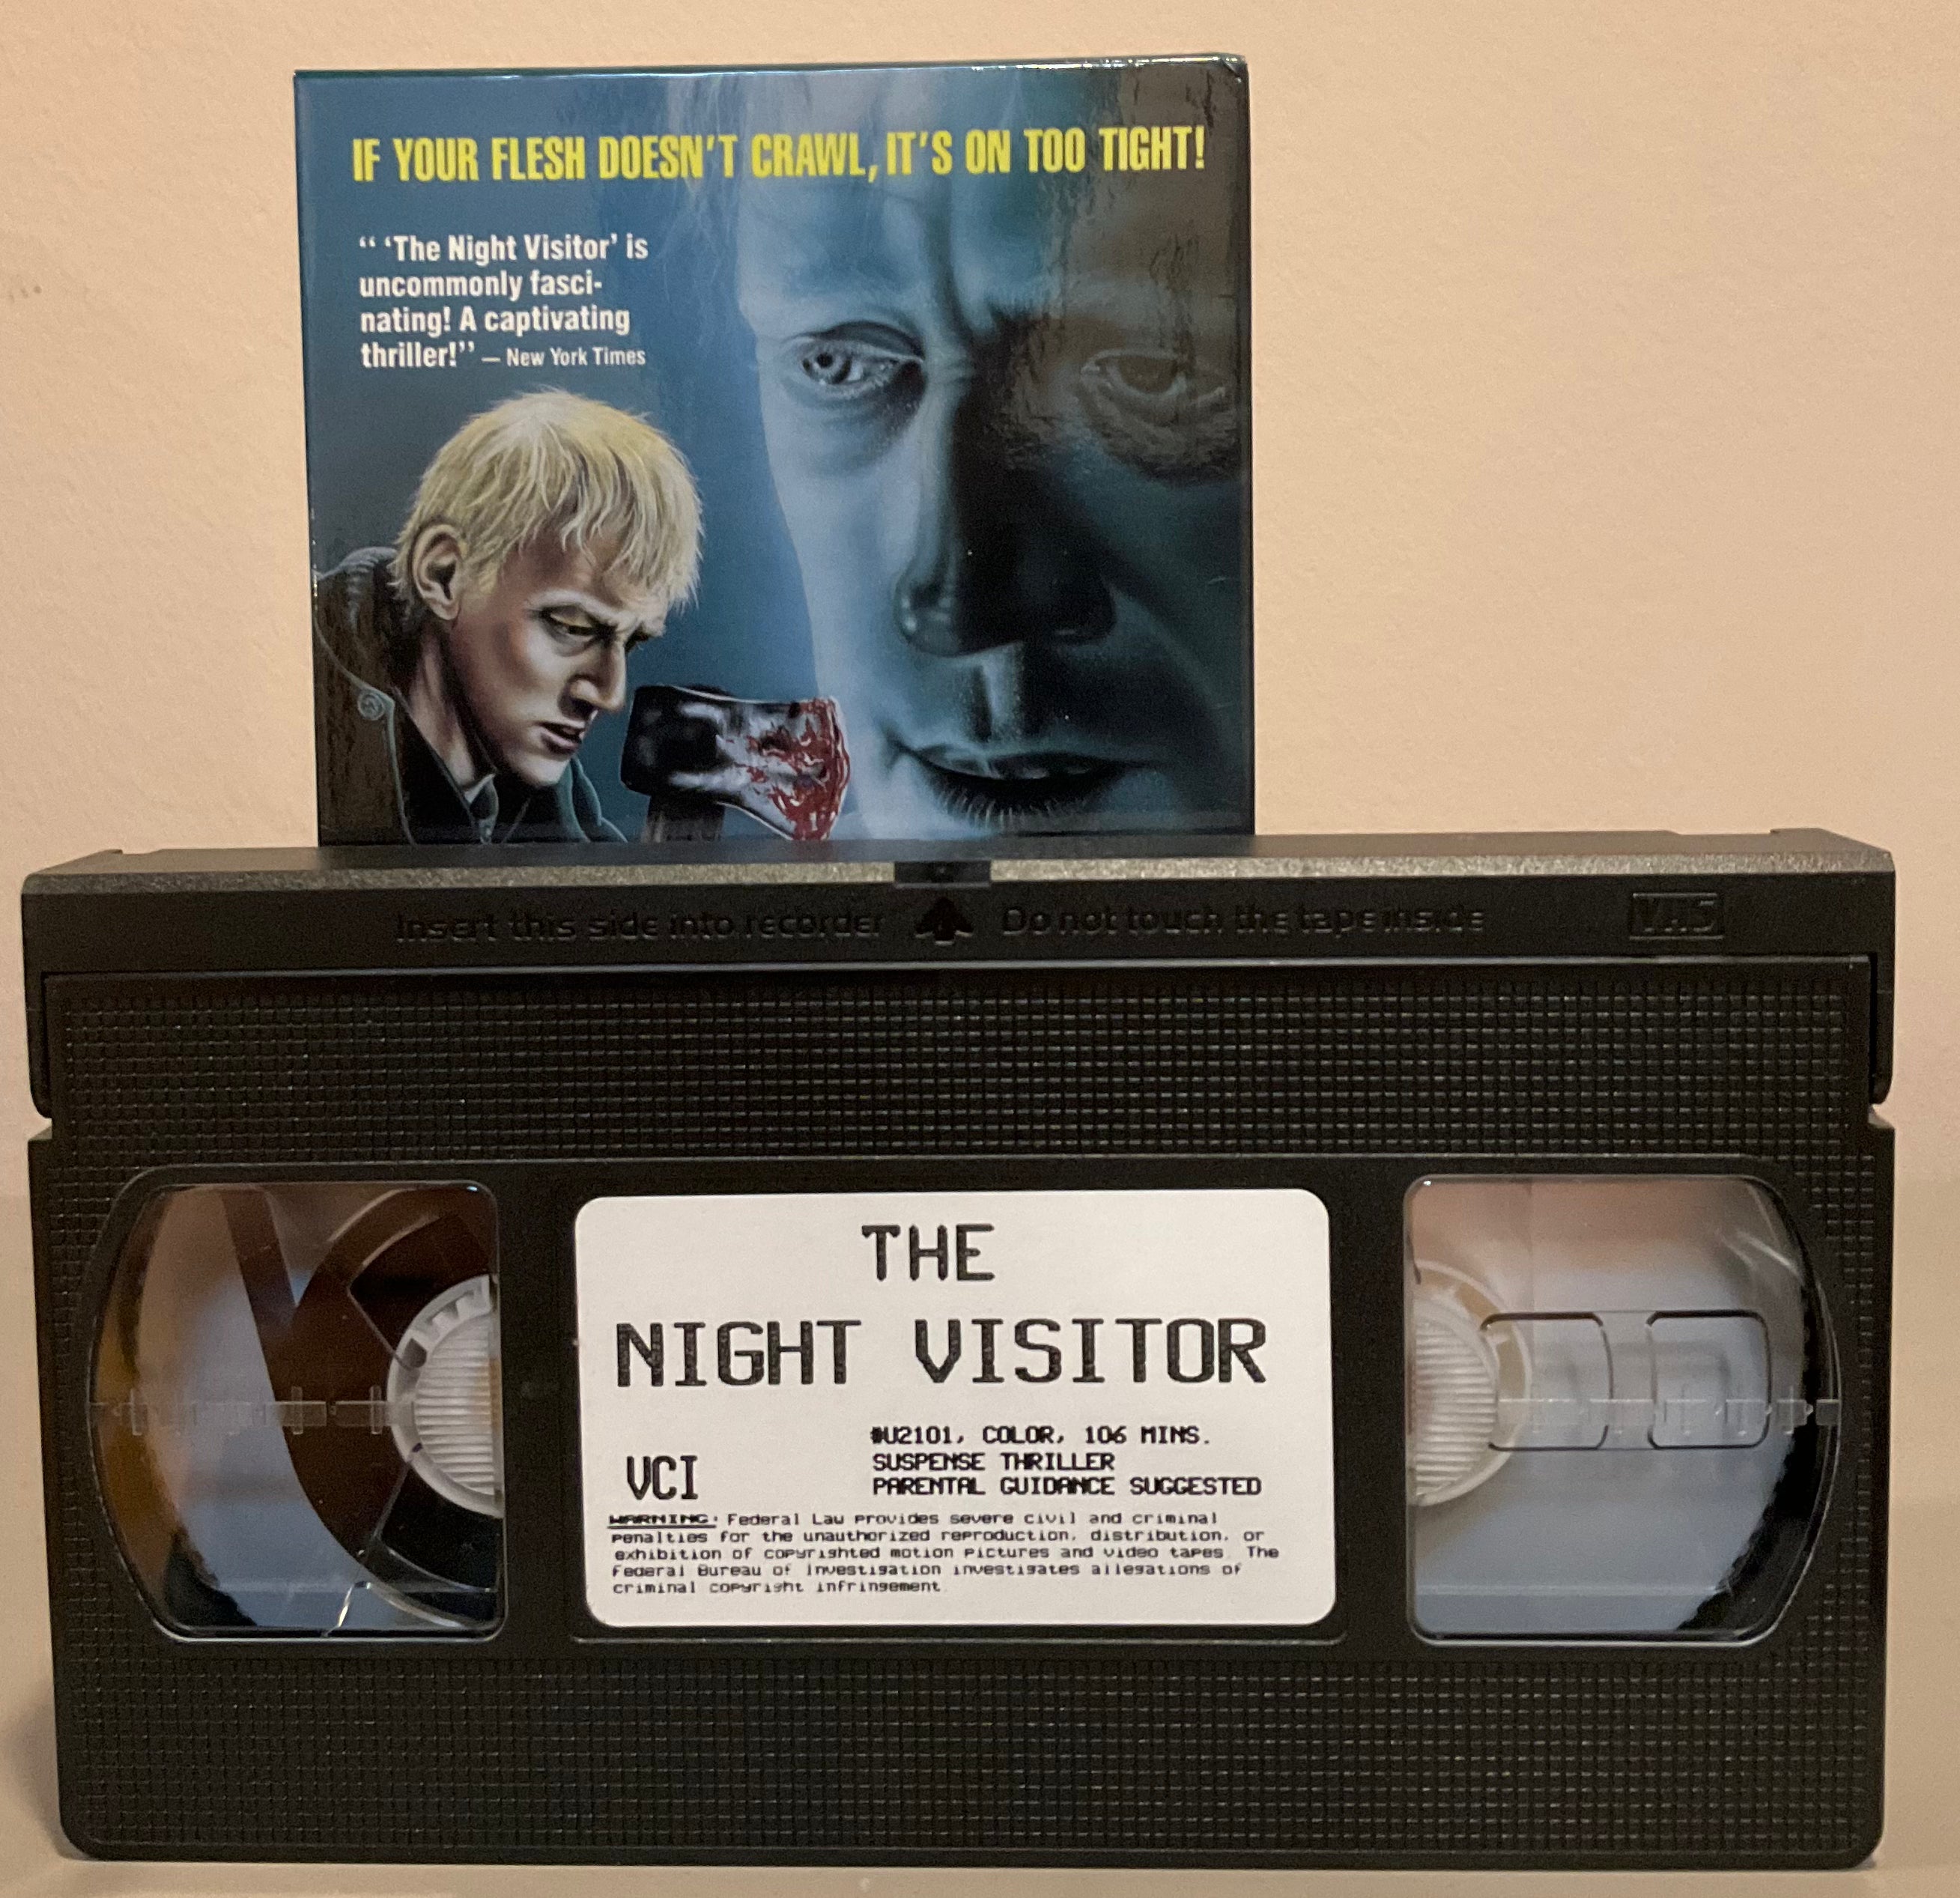 IF YOUR FLESH DOESN'T CRAWL, IT'S ON TOO TIGHT!
“ ‘The Night Visitor’ is
uncommonly fasci-
nating! A captivating
thriller!” — New York Times
Insert this side into recorder Do not touch the tape inside VHS
THE
NIGHT VISITOR
#U2101, COLOR, 106 MINS.
SUSPENSE THRILLER
VCI PARENTAL GUIDANCE SUGGESTED
WARNING: Federal Law provides severe civil and criminal
penalties for the unauthorized reproduction, distribution, or
exhibition of copyrighted motion pictures and video tapes. The
Federal Bureau of Investigation investigates allegations of
criminal copyright infringement.